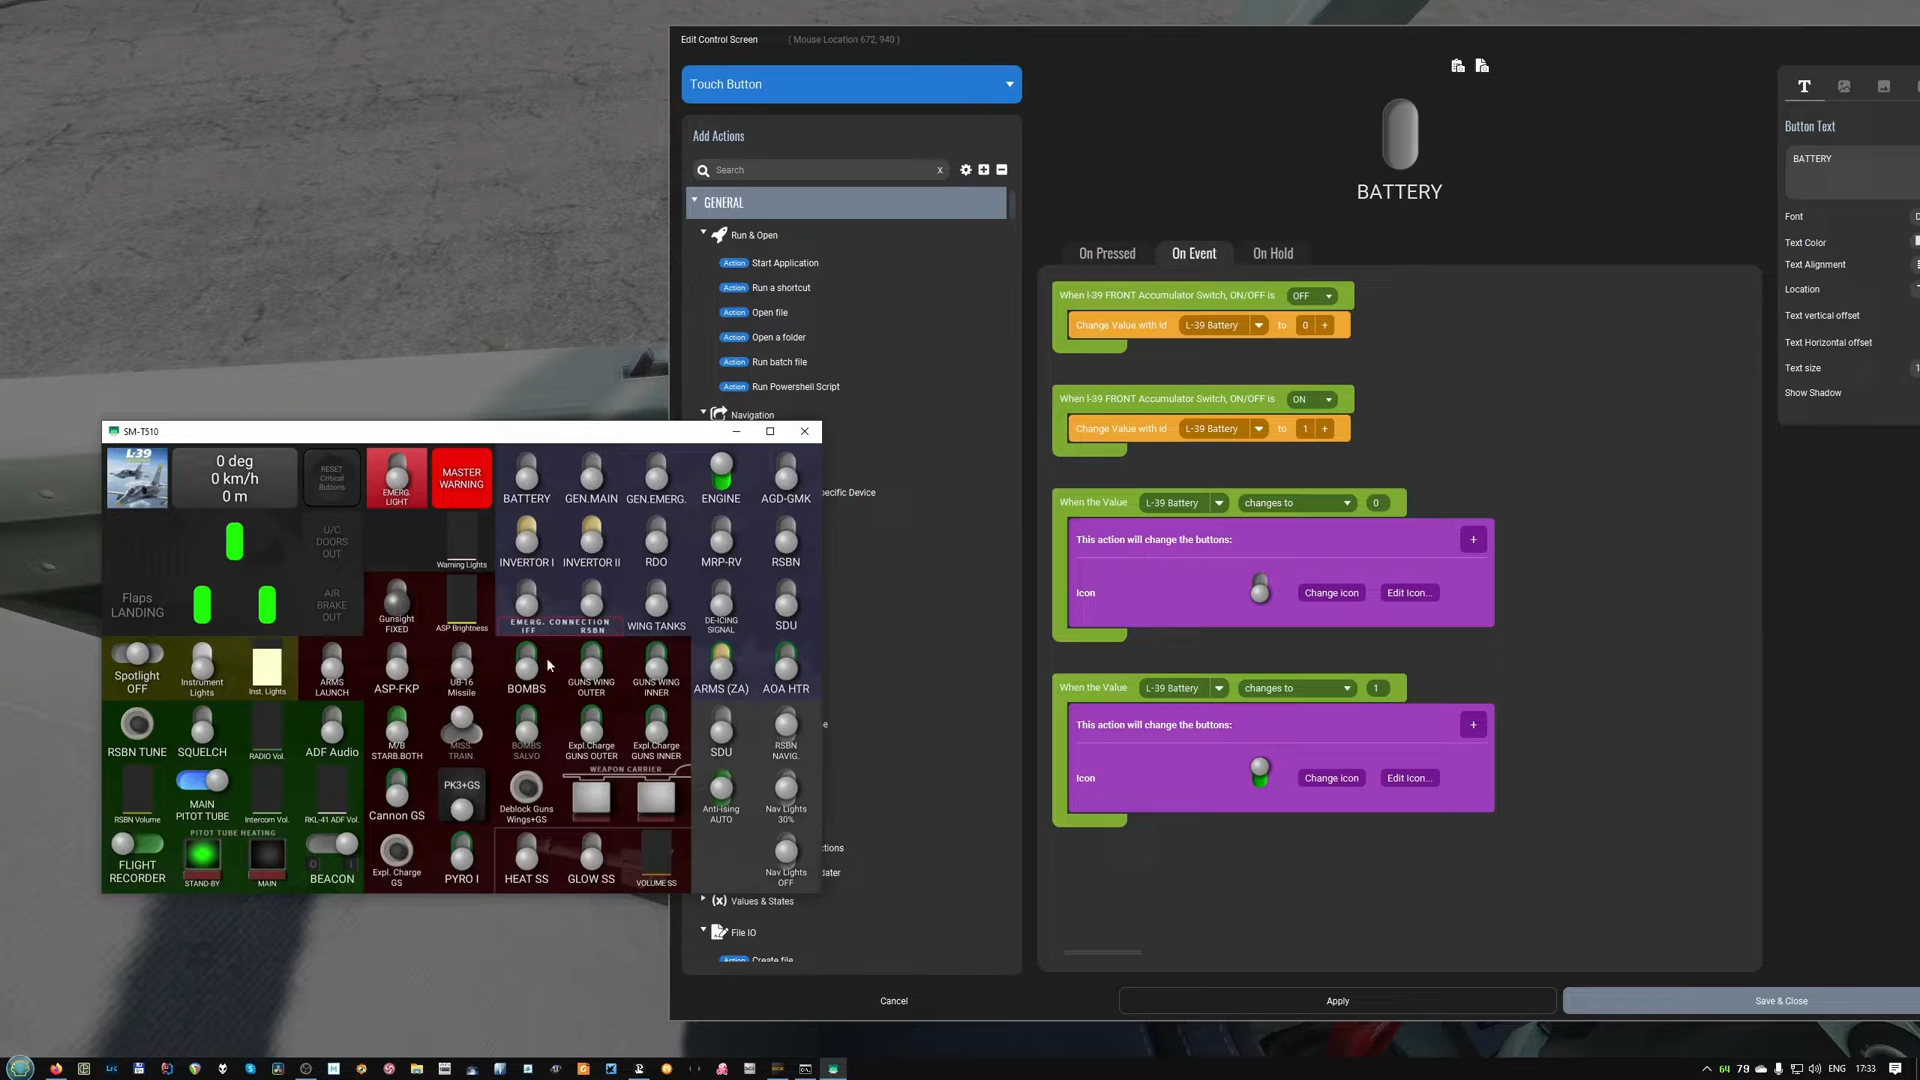 Edit Control Screen
( Mouse Location 672, 940 )
Touch Button
Add Actions
Search
x
GENERAL
Run & Open
Action Start Application
Action Run a shortcut
Action Open file
Action Open a folder
Action Run batch file
Action Run Powershell Script
Navigation
ecific Device
Values & States
File IO
Action Create file
BATTERY
On Pressed
On Event
On Hold
When l-39 FRONT Accumulator Switch, ON/OFF is OFF
Change Value with Id L-39 Battery to 0 +
When l-39 FRONT Accumulator Switch, ON/OFF is ON
Change Value with Id L-39 Battery to 1 +
When the Value L-39 Battery changes to 0
This action will change the buttons: +
Icon Change icon Edit Icon...
When the Value L-39 Battery changes to 1
This action will change the buttons: +
Icon Change icon Edit Icon...
T
Button Text
BATTERY
Font
Text Color
Text Alignment
Location
Text vertical offset
Text Horizontal offset
Text size
Show Shadow
Cancel
Apply
Save & Close
SM-T510
L-39
0 deg
0 km/h
0 m
RESET
Critical
Buttons
EMERG.
LIGHT
MASTER
WARNING
BATTERY
GEN.MAIN
GEN.EMERG.
ENGINE
AGD-GMK
U/C
DOORS
OUT
Warning Lights
INVERTOR I
INVERTOR II
RDO
MRP-RV
RSBN
Flaps
LANDING
AIR
BRAKE
OUT
Gunsight
FIXED
ASP Brightness
EMERG. CONNECTION
IFF RSBN
WING TANKS
DE-ICING
SIGNAL
SDU
Spotlight
OFF
Instrument
Lights
Inst. Lights
ARMS
LAUNCH
ASP-FKP
UB-16
Missile
BOMBS
GUNS WING
OUTER
GUNS WING
INNER
ARMS (ZA)
AOA HTR
RSBN TUNE
SQUELCH
RADIO Vol.
ADF Audio
M/B
STARB.BOTH
MISS.
TRAIN.
BOMBS
SALVO
Expl.Charge
GUNS OUTER
Expl.Charge
GUNS INNER
SDU
RSBN
NAVIG.
RSBN Volume
MAIN
PITOT TUBE
Intercom Vol.
RKL-41 ADF Vol.
Cannon GS
PK3+GS
Deblock Guns
Wings+GS
WEAPON CARRIER
Anti-ising
AUTO
Nav Lights
30%
PITOT TUBE HEATING
FLIGHT
RECORDER
STAND-BY
MAIN
O I
BEACON
Expl. Charge
GS
PYRO I
HEAT SS
GLOW SS
VOLUME SS
Nav Lights
OFF
64 79 ENG 17:33